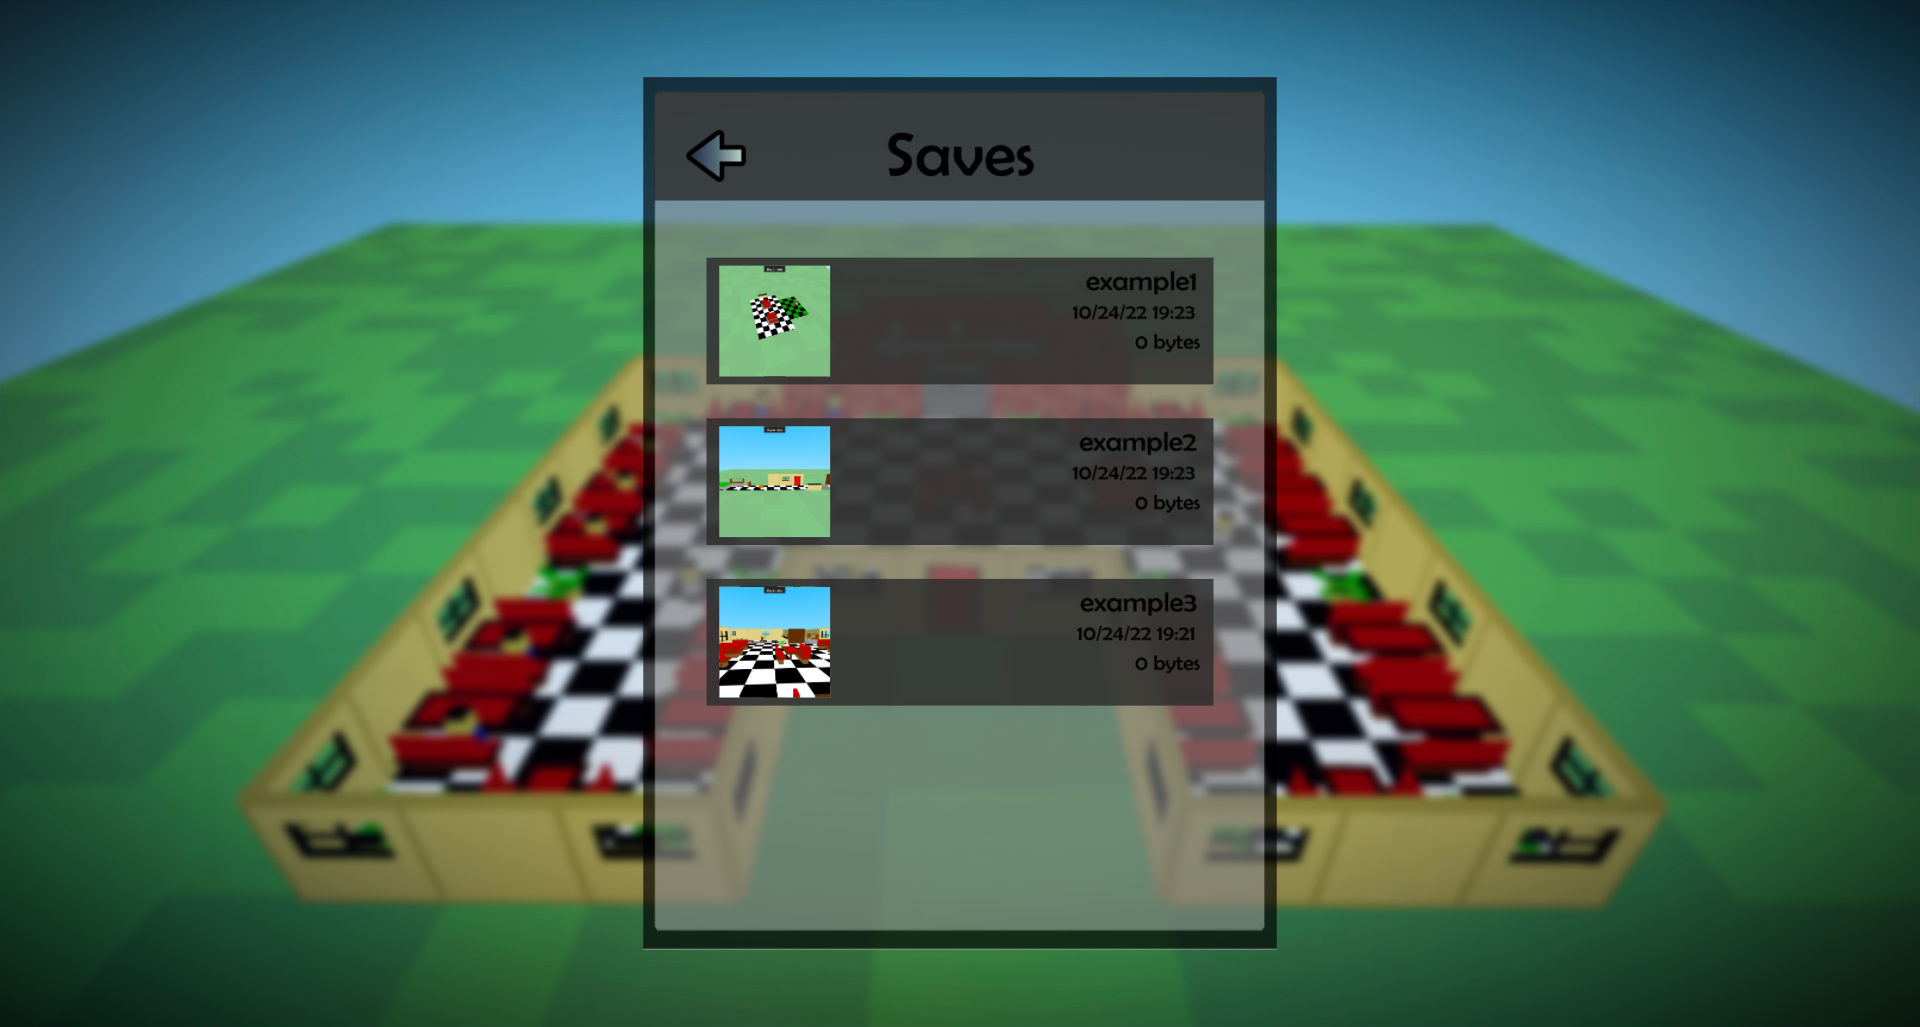 Saves
example1
10/24/22 19:23
0 bytes
example2
10/24/22 19:23
0 bytes
example3
10/24/22 19:21
0 bytes